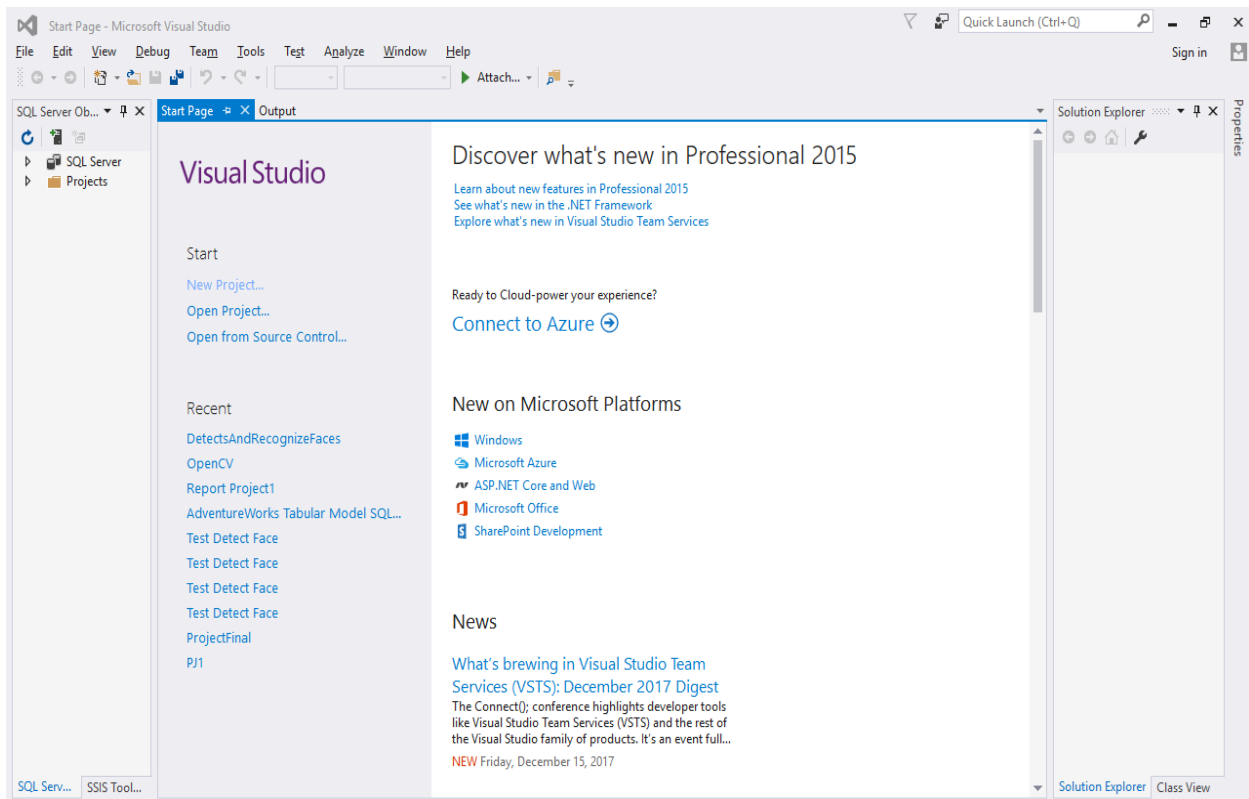 Start Page - Microsoft Visual Studio
Quick Launch (Ctrl+Q)
File Edit View Debug Team Tools Test Analyze Window Help
Sign in
Attach...
SQL Server Ob...
SQL Server
Projects
SQL Serv... SSIS Tool...
Start Page Output
Visual Studio
Start
New Project...
Open Project...
Open from Source Control...
Recent
DetectsAndRecognizeFaces
OpenCV
Report Project1
AdventureWorks Tabular Model SQL...
Test Detect Face
Test Detect Face
Test Detect Face
Test Detect Face
ProjectFinal
PJ1
Discover what's new in Professional 2015
Learn about new features in Professional 2015
See what's new in the .NET Framework
Explore what's new in Visual Studio Team Services
Ready to Cloud-power your experience?
Connect to Azure
New on Microsoft Platforms
Windows
Microsoft Azure
ASP.NET Core and Web
Microsoft Office
SharePoint Development
News
What's brewing in Visual Studio Team
Services (VSTS): December 2017 Digest
The Connect(); conference highlights developer tools
like Visual Studio Team Services (VSTS) and the rest of
the Visual Studio family of products. It's an event full...
NEW Friday, December 15, 2017
Solution Explorer
Solution Explorer Class View
Properties